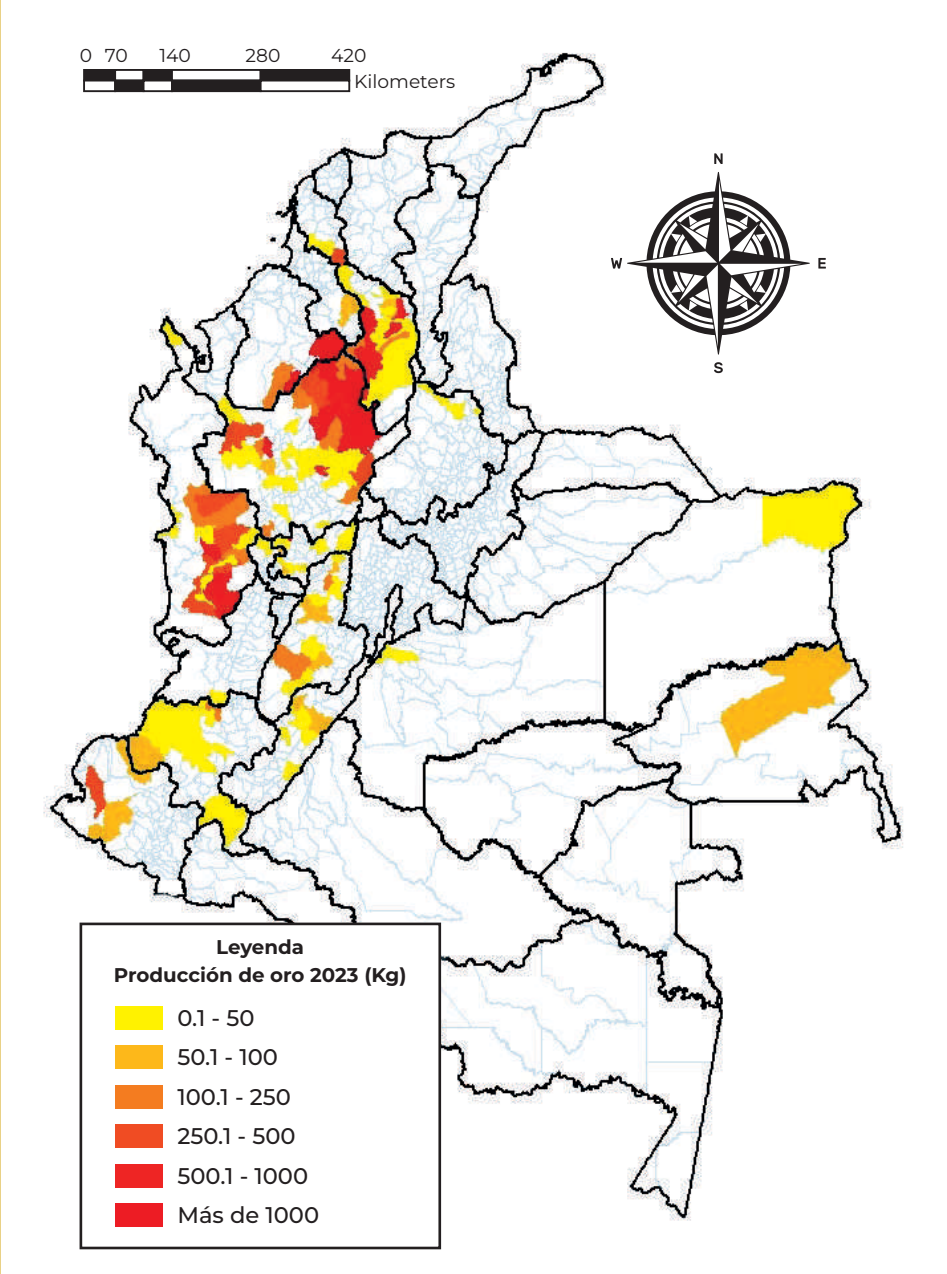 0 70 140 280 420
Kilometers
N
W E
S
Leyenda
Producción de oro 2023 (Kg)
0.1 - 50
50.1 - 100
100.1 - 250
250.1 - 500
500.1 - 1000
Más de 1000